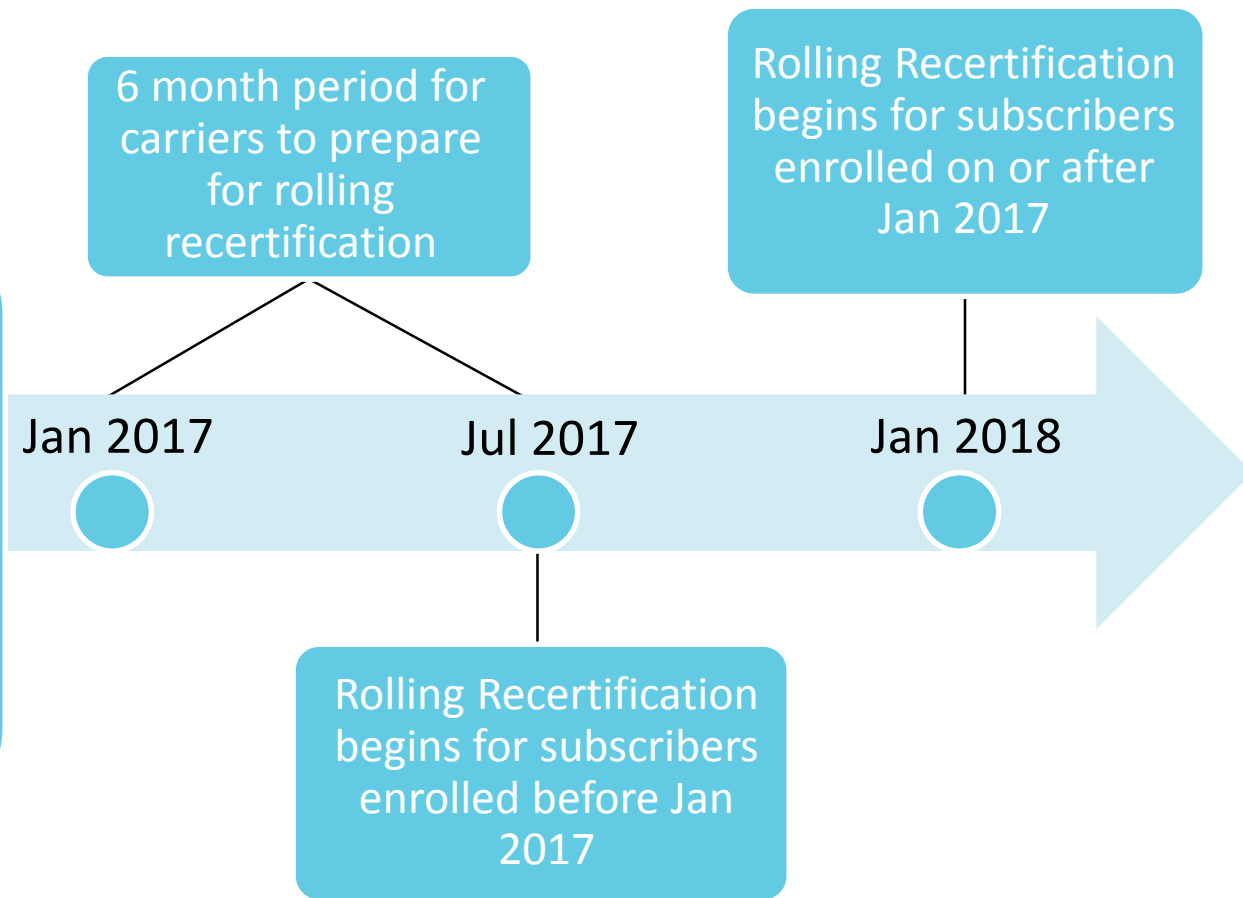 6 month period for
carriers to prepare
for rolling
recertification
Rolling Recertification
begins for subscribers
enrolled on or after
Jan 2017
Jan 2017
Jul 2017
Jan 2018
Rolling Recertification
begins for subscribers
enrolled before Jan
2017